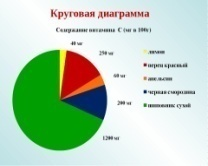 Круговая диаграмма
Содержание витамина С (мг в 100г)
40 мг
250 мг
60 мг
200 мг
1200 мг
лимон
перец красный
апельсин
черная смородина
шиповник сухой